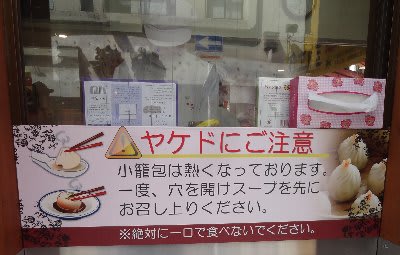 ヤケドにご注意
小籠包は熱くなっております。
一度、穴を開けスープを先に
お召し上りください。
※絶対に一口で食べないでください。